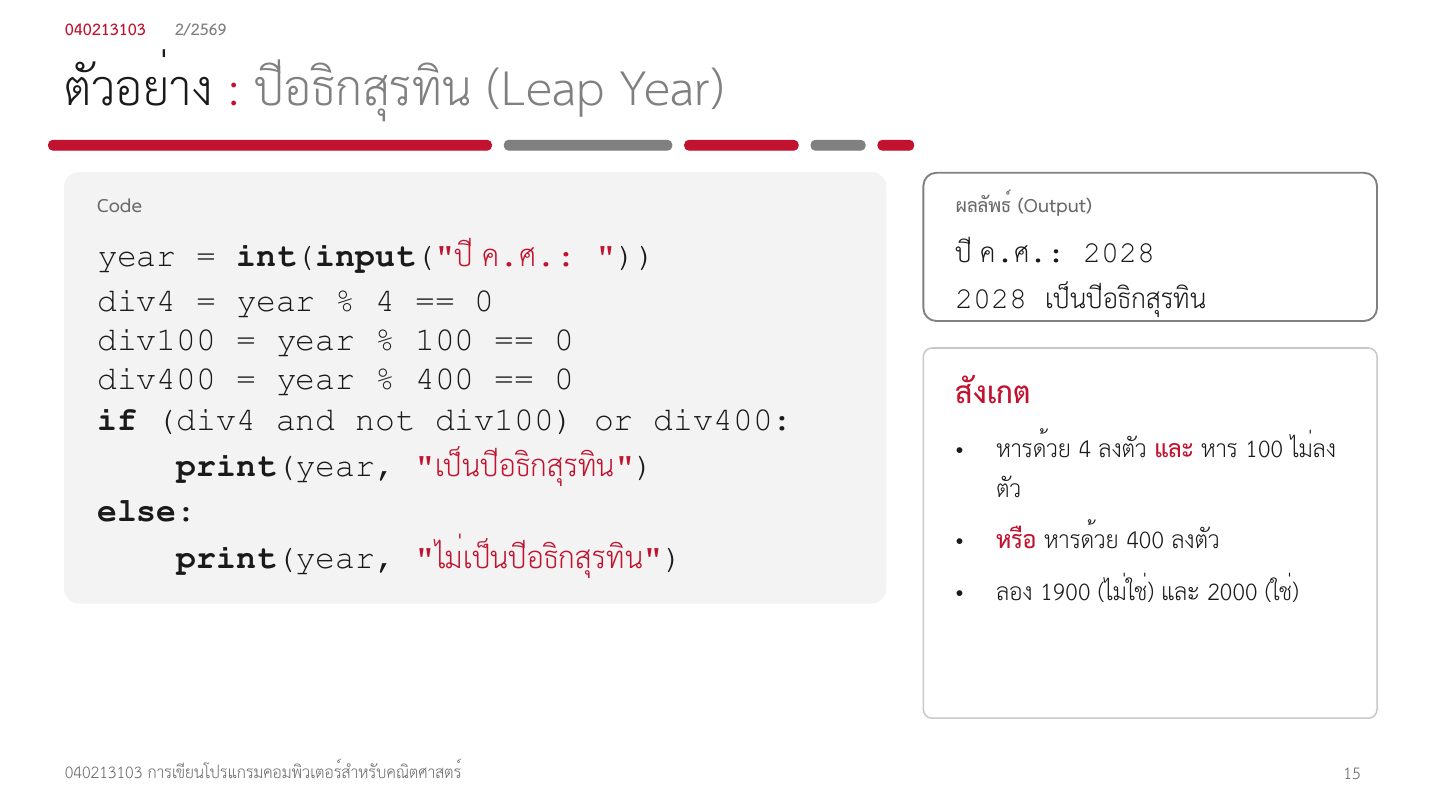 040213103 2/2569
ตัวอย่าง : ปีอธิกสุรทิน (Leap Year)
Code
year = int(input("ปี ค.ศ.: "))
div4 = year % 4 == 0
div100 = year % 100 == 0
div400 = year % 400 == 0
if (div4 and not div100) or div400:
    print(year, "เป็นปีอธิกสุรทิน")
else:
    print(year, "ไม่เป็นปีอธิกสุรทิน")
ผลลัพธ์ (Output)
ปี ค.ศ.: 2028
2028 เป็นปีอธิกสุรทิน
สังเกต
• หารด้วย 4 ลงตัว และ หาร 100 ไม่ลง
ตัว
• หรือ หารด้วย 400 ลงตัว
• ลอง 1900 (ไม่ใช่) และ 2000 (ใช่)
040213103 การเขียนโปรแกรมคอมพิวเตอร์สำหรับคณิตศาสตร์
15